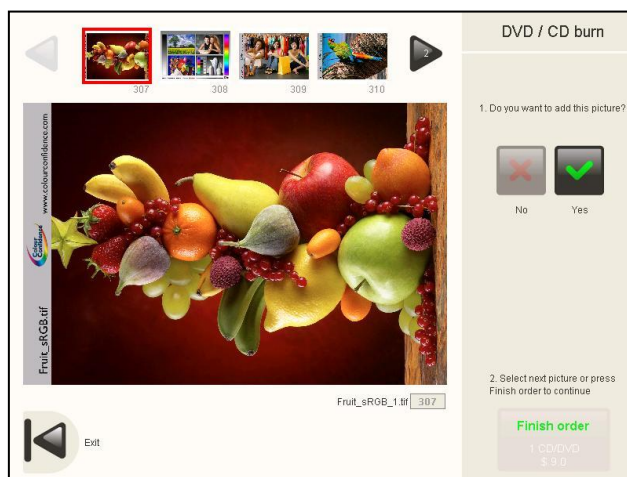 DVD / CD burn
2
307
308
309
310
1. Do you want to add this picture?
No
Yes
www.colourconfidence.com
Colour
Confidence
Fruit_sRGB.tif
Fruit_sRGB_1.tif 307
2. Select next picture or press
Finish order to continue
Finish order
1 CD/DVD
$ 9.0
Exit